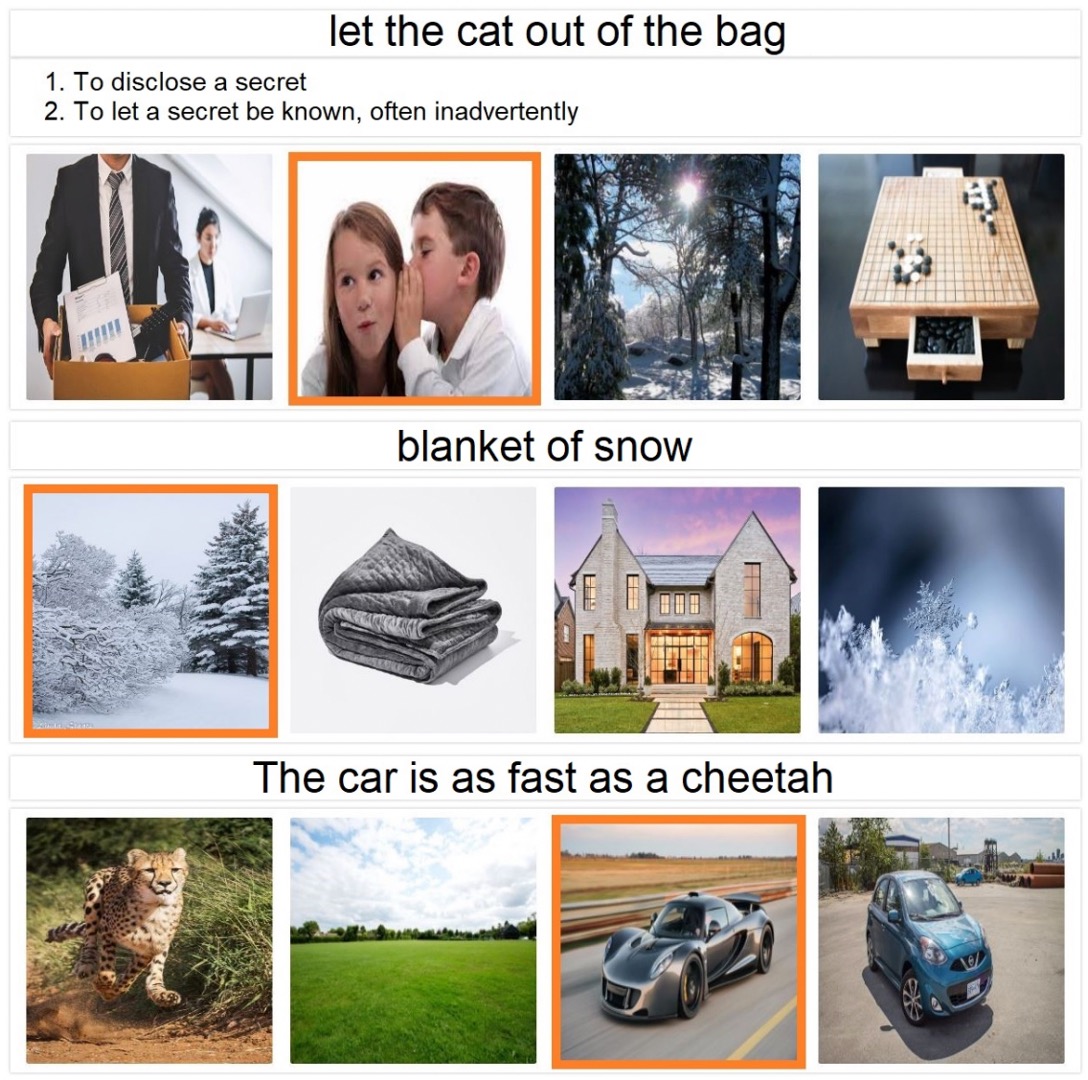 let the cat out of the bag
1. To disclose a secret
2. To let a secret be known, often inadvertently
blanket of snow
The car is as fast as a cheetah